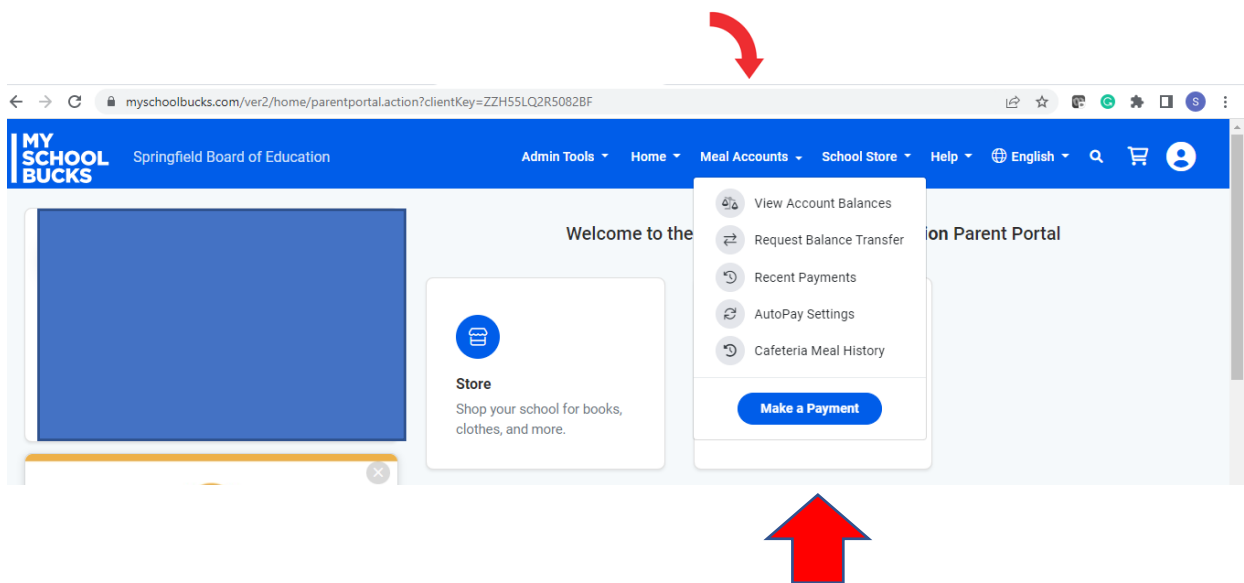 myschoolbucks.com/ver2/home/parentportal.action?clientKey=ZZH55LQ2R5082BF
S
MY
SCHOOL
BUCKS
Springfield Board of Education
Admin Tools Home Meal Accounts School Store Help English
View Account Balances
Welcome to the ion Parent Portal
Request Balance Transfer
Recent Payments
AutoPay Settings
Cafeteria Meal History
Store
Shop your school for books,
clothes, and more.
Make a Payment